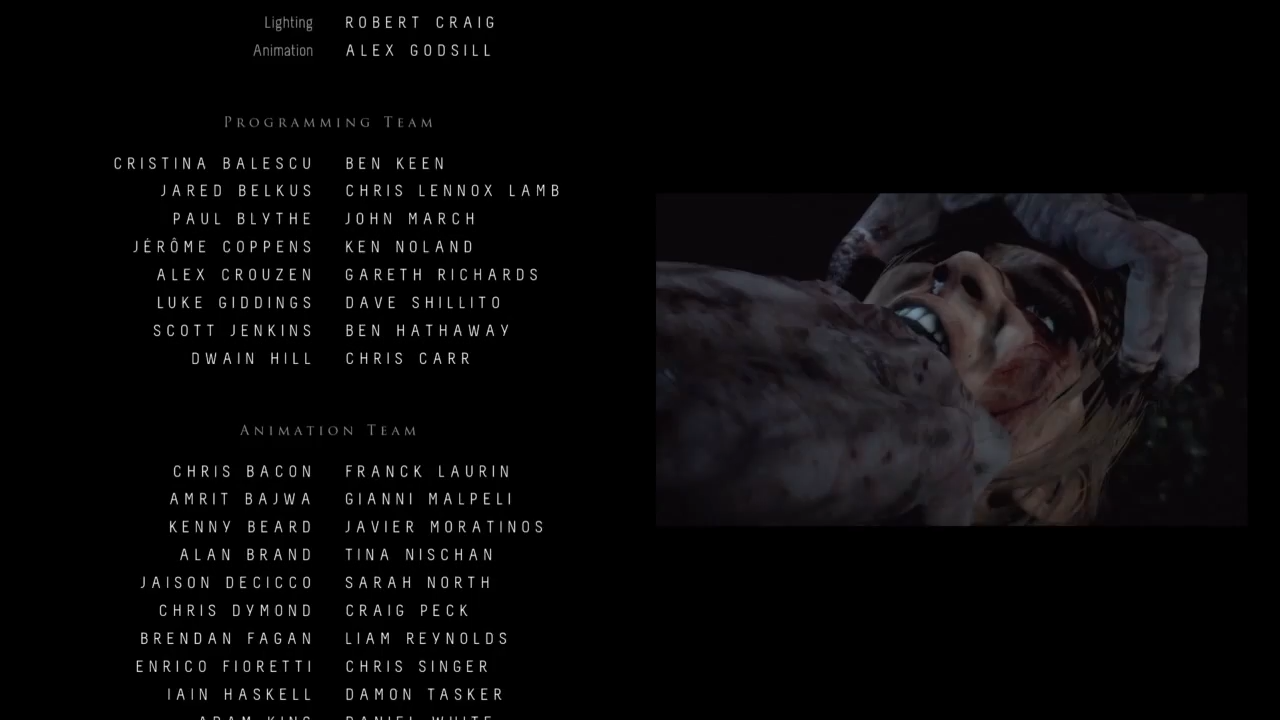 Lighting ROBERT CRAIG
Animation ALEX GODSILL
PROGRAMMING TEAM
CRISTINA BALESCU BEN KEEN
JARED BELKUS CHRIS LENNOX LAMB
PAUL BLYTHE JOHN MARCH
JÉRÔME COPPENS KEN NOLAND
ALEX CROUZEN GARETH RICHARDS
LUKE GIDDINGS DAVE SHILLITO
SCOTT JENKINS BEN HATHAWAY
DWAIN HILL CHRIS CARR
ANIMATION TEAM
CHRIS BACON FRANCK LAURIN
AMRIT BAJWA GIANNI MALPELI
KENNY BEARD JAVIER MORATINOS
ALAN BRAND TINA NISCHAN
JAISON DECICCO SARAH NORTH
CHRIS DYMOND CRAIG PECK
BRENDAN FAGAN LIAM REYNOLDS
ENRICO FIORETTI CHRIS SINGER
IAIN HASKELL DAMON TASKER
ADAM KING DANIEL WHITE